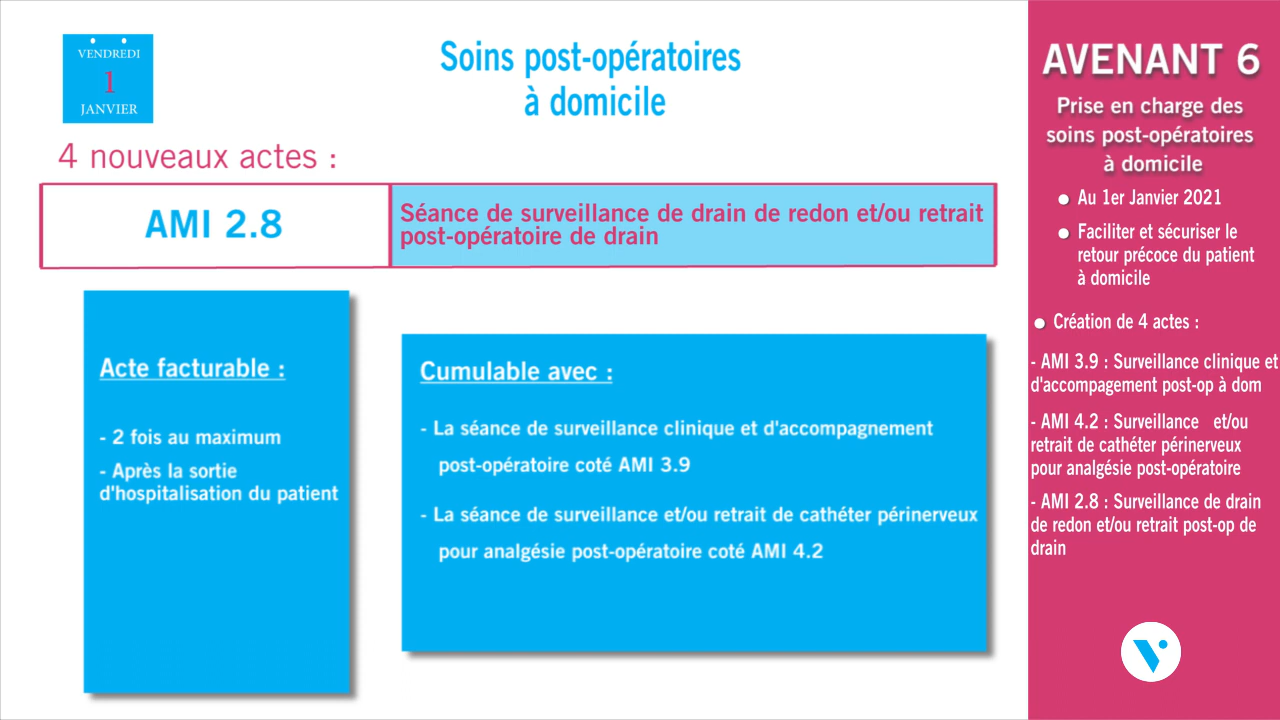 VENDREDI
1
JANVIER
Soins post-opératoires
à domicile
4 nouveaux actes :
AMI 2.8
Séance de surveillance de drain de redon et/ou retrait
post-opératoire de drain
Acte facturable :
- 2 fois au maximum
- Après la sortie
d'hospitalisation du patient
Cumulable avec :
- La séance de surveillance clinique et d'accompagnement
post-opératoire coté AMI 3.9
- La séance de surveillance et/ou retrait de cathéter périnerveux
pour analgésie post-opératoire coté AMI 4.2
AVENANT 6
Prise en charge des
soins post-opératoires
à domicile
● Au 1er Janvier 2021
● Faciliter et sécuriser le
retour précoce du patient
à domicile
● Création de 4 actes :
- AMI 3.9 : Surveillance clinique et
d'accompagement post-op à dom
- AMI 4.2 : Surveillance et/ou
retrait de cathéter périnerveux
pour analgésie post-opératoire
- AMI 2.8 : Surveillance de drain
de redon et/ou retrait post-op de
drain